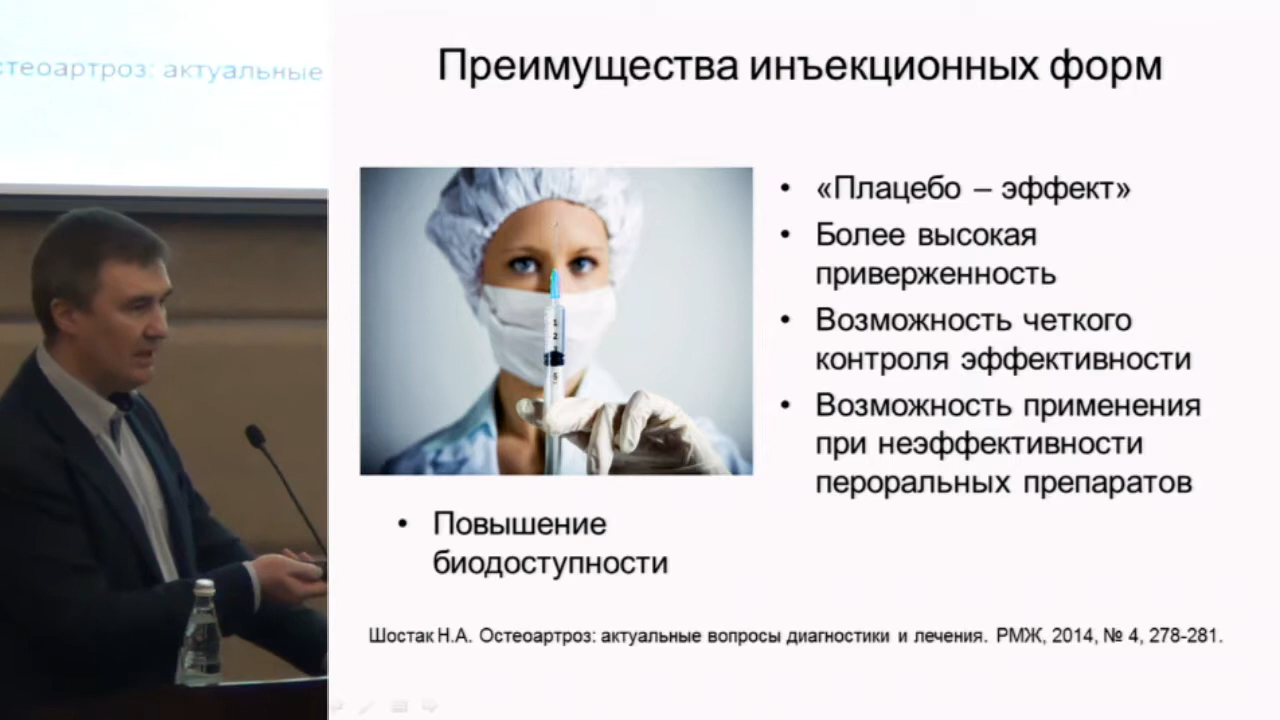 остеоартроз: актуальные
Преимущества инъекционных форм
• «Плацебо – эффект»
• Более высокая
приверженность
• Возможность четкого
контроля эффективности
• Возможность применения
при неэффективности
пероральных препаратов
• Повышение
биодоступности
Шостак Н.А. Остеоартроз: актуальные вопросы диагностики и лечения. РМЖ, 2014, № 4, 278-281.